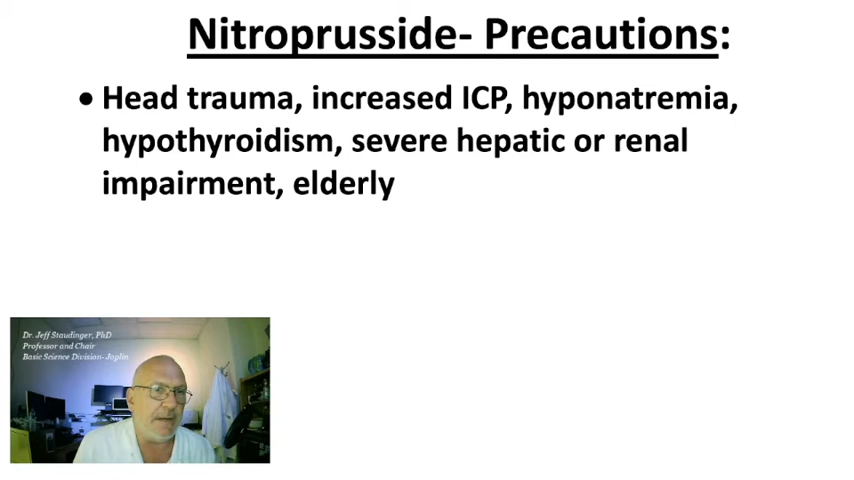 Nitroprusside- Precautions:
• Head trauma, increased ICP, hyponatremia,
hypothyroidism, severe hepatic or renal
impairment, elderly
Dr. Jeff Staudinger, PhD
Professor and Chair
Basic Science Division- Joplin